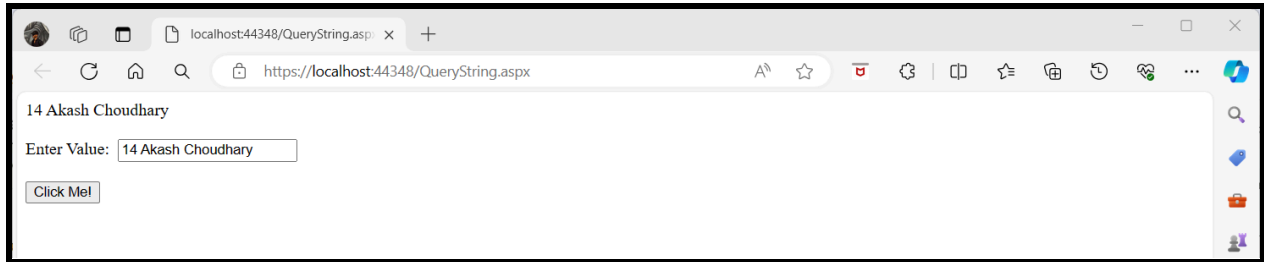 localhost:44348/QueryString.asp
https://localhost:44348/QueryString.aspx
14 Akash Choudhary
Enter Value: 14 Akash Choudhary
Click Me!